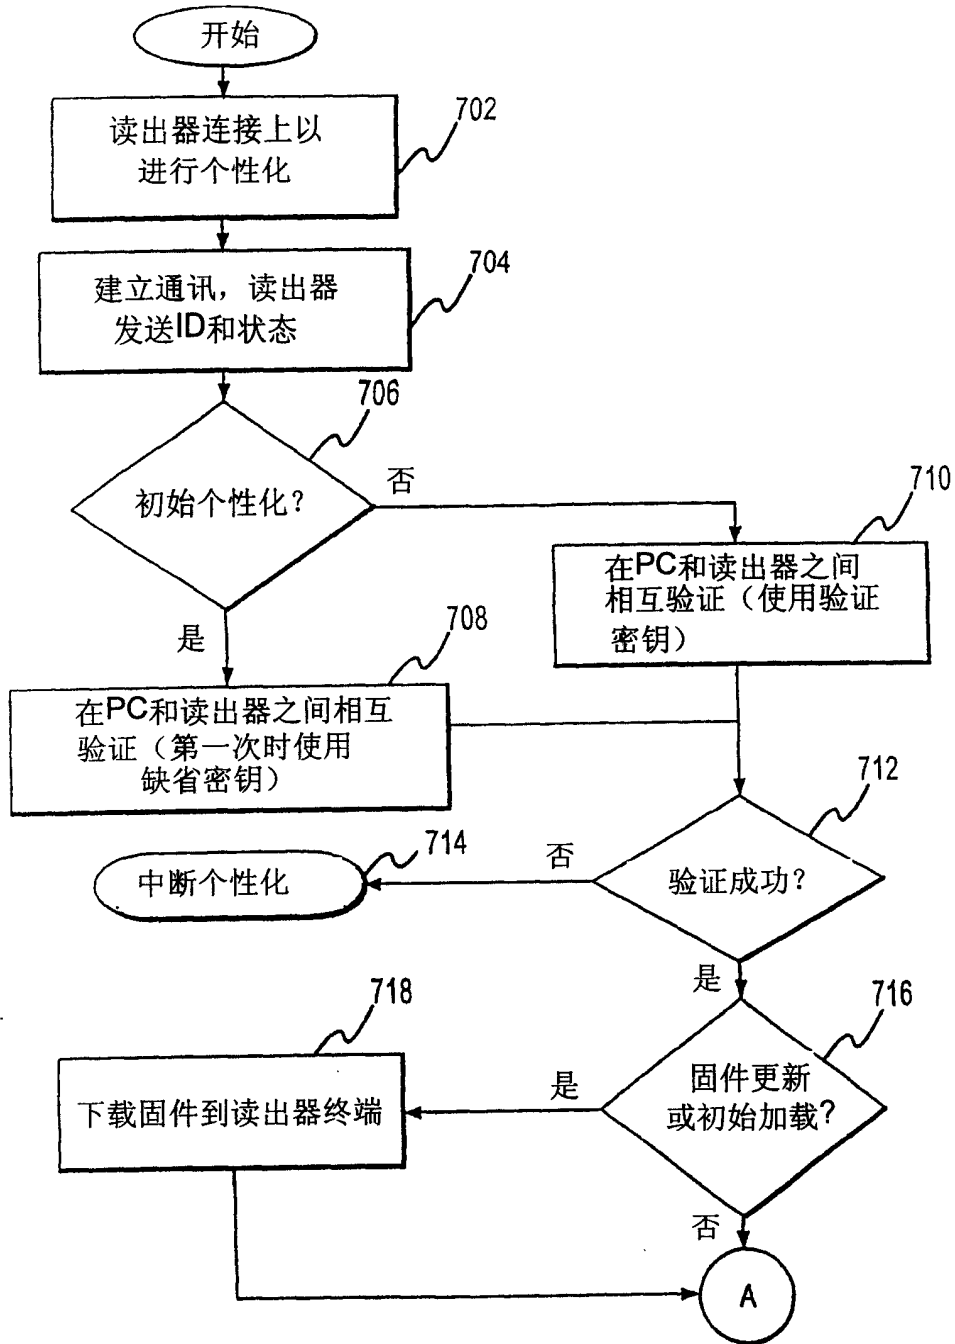 开始
702
读出器连接上以
进行个性化
704
建立通讯，读出器
发送ID和状态
706
初始个性化？
否
710
在PC和读出器之间
相互验证（使用验证
密钥）
是
708
在PC和读出器之间相互
验证（第一次时使用
缺省密钥）
712
验证成功？
否
714
中断个性化
是
716
固件更新
或初始加载？
是
718
下载固件到读出器终端
否
A